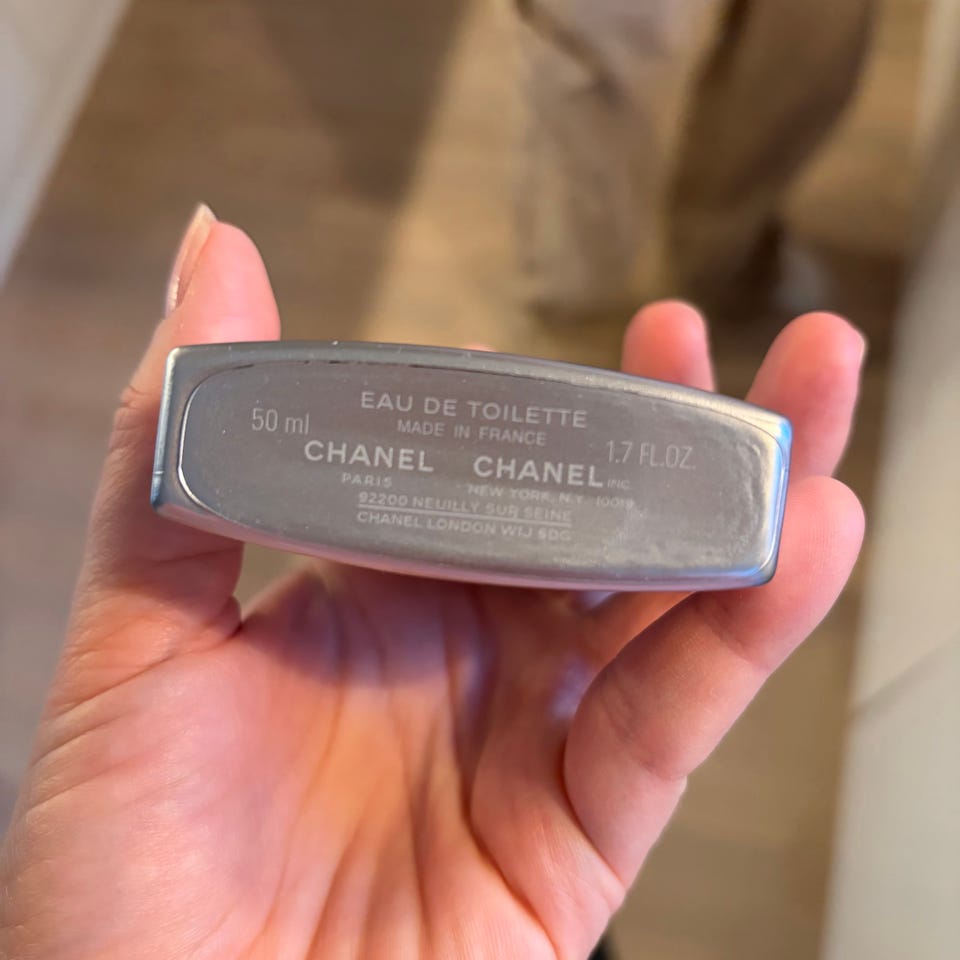 EAU DE TOILETTE
50 ml
MADE IN FRANCE
1.7 FL.OZ.
CHANEL CHANEL INC.
PARIS NEW YORK, N.Y. 10019
92200 NEUILLY SUR SEINE
CHANEL LONDON W1J 5DG